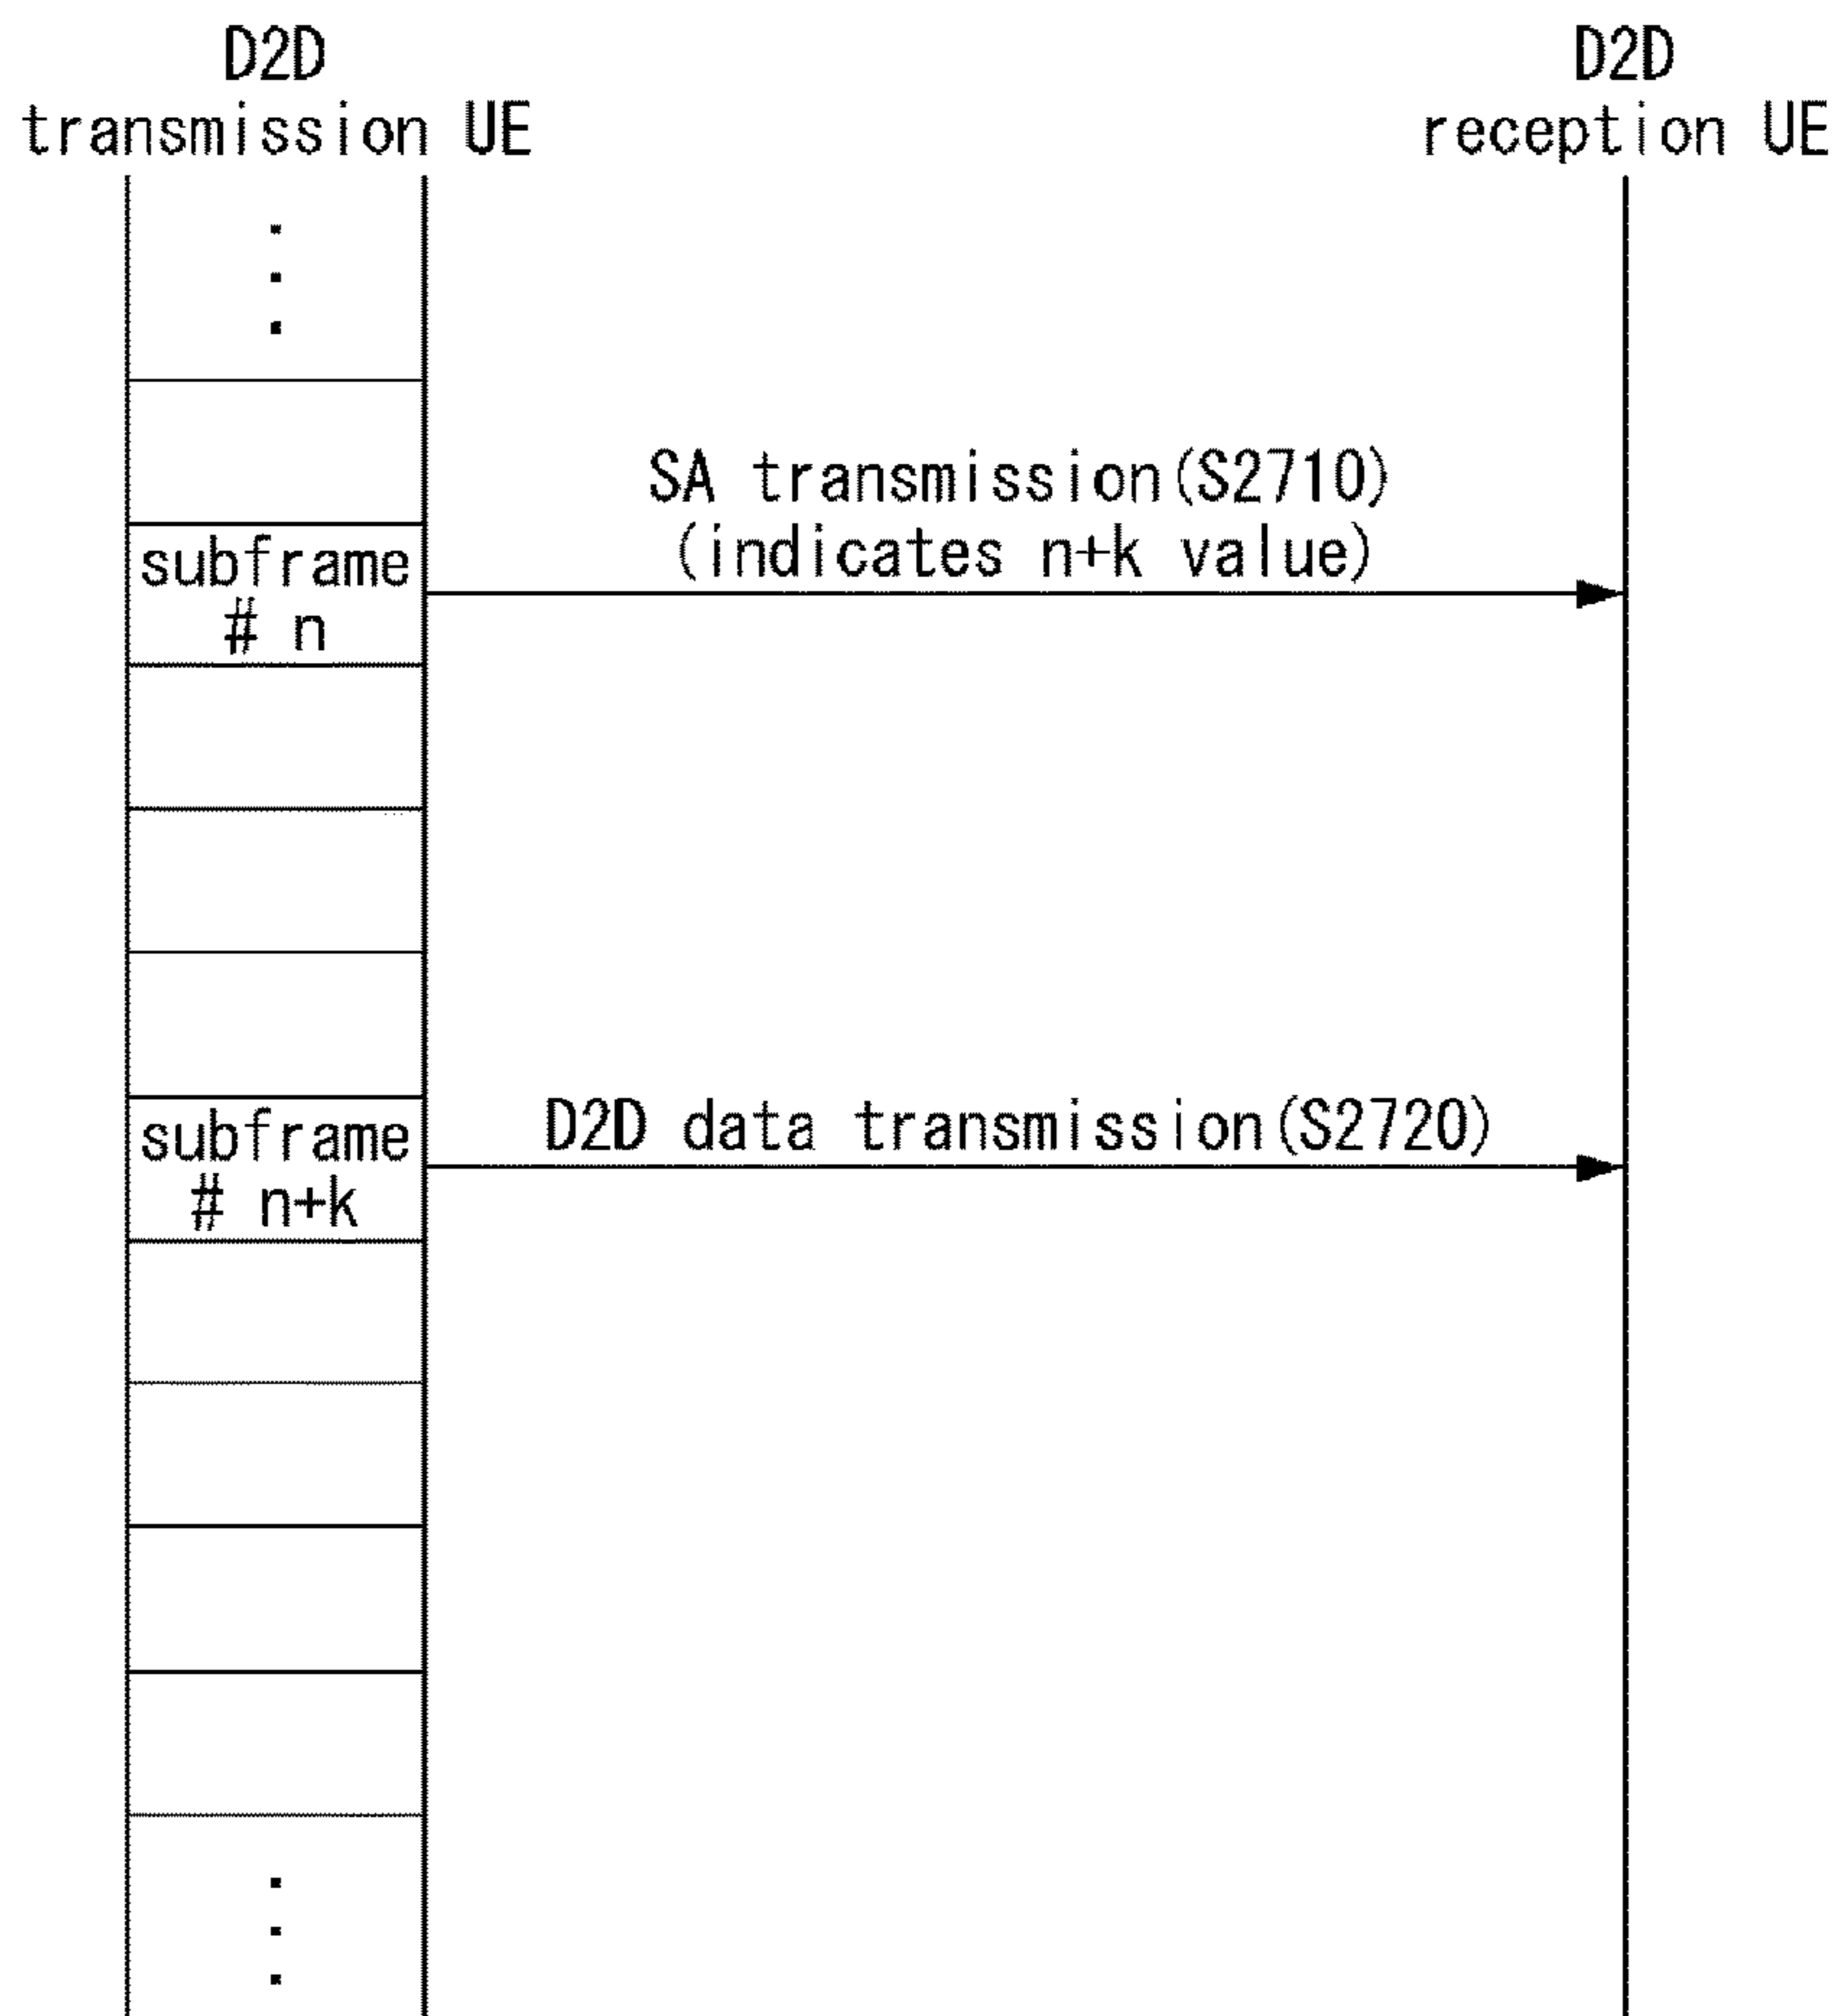 D2D
transmission UE
D2D
reception UE
SA transmission(S2710)
(indicates n+k value)
subframe
# n
D2D data transmission(S2720)
subframe
# n+k